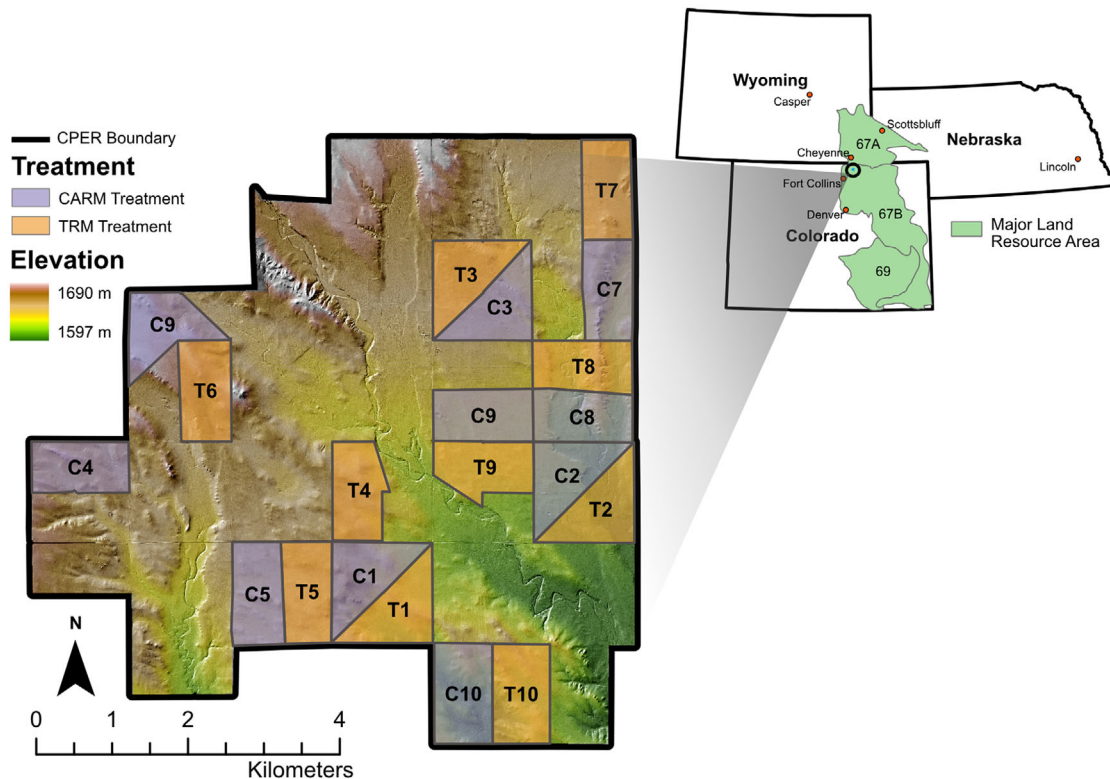 CPER Boundary
Treatment
CARM Treatment
TRM Treatment
Elevation
1690 m
1597 m
T7
T3
C3
C7
C9
T6
T8
C9
C8
C4
T9
C2
T4
T2
C5
T5
C1
T1
C10
T10
N
0 1 2 4
Kilometers
Wyoming
Casper
Scottsbluff
67A
Nebraska
Cheyenne
Lincoln
Fort Collins
Denver
67B
Colorado
69
Major Land
Resource Area